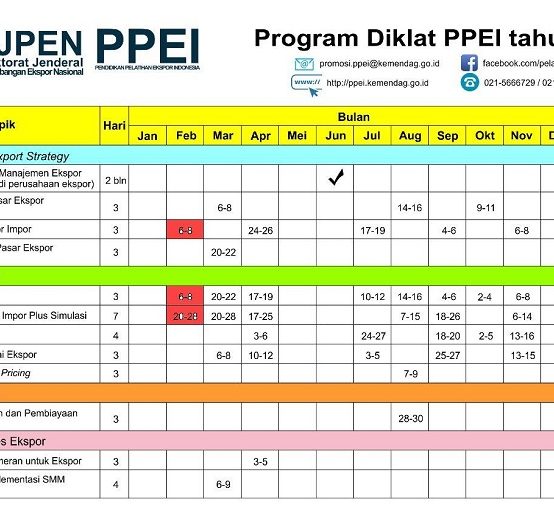 JPEN PPEI
torat Jenderal
bangan Ekspor Nasional
PENDIDIKAN PELATIHAN EKSPOR INDONESIA
Program Diklat PPEI tahu
promosi.ppei@kemendag.go.id
facebook.com/pela
www.
http://ppei.kemendag.go.id
021-5666729 / 021
pik Hari Bulan
Jan Feb Mar Apr Mei Jun Jul Aug Sep Okt Nov D
xport Strategy
Manajemen Ekspor
di perusahaan ekspor) 2 bln ✓
sar Ekspor 3 6-8 14-16 9-11
r Impor 3 6-8 24-26 17-19 4-6 6-8
Pasar Ekspor 3 20-22
3 6-8 20-22 17-19 10-12 14-16 4-6 2-4 6-8
Impor Plus Simulasi 7 20-28 20-28 17-25 7-15 18-26 6-14
4 3-6 24-27 18-20 2-5 13-16
ai Ekspor 3 6-8 10-12 3-5 25-27 13-15
Pricing 3 7-9
n dan Pembiayaan 3 28-30
s Ekspor
meran untuk Ekspor 3 3-5
lementasi SMM 4 6-9